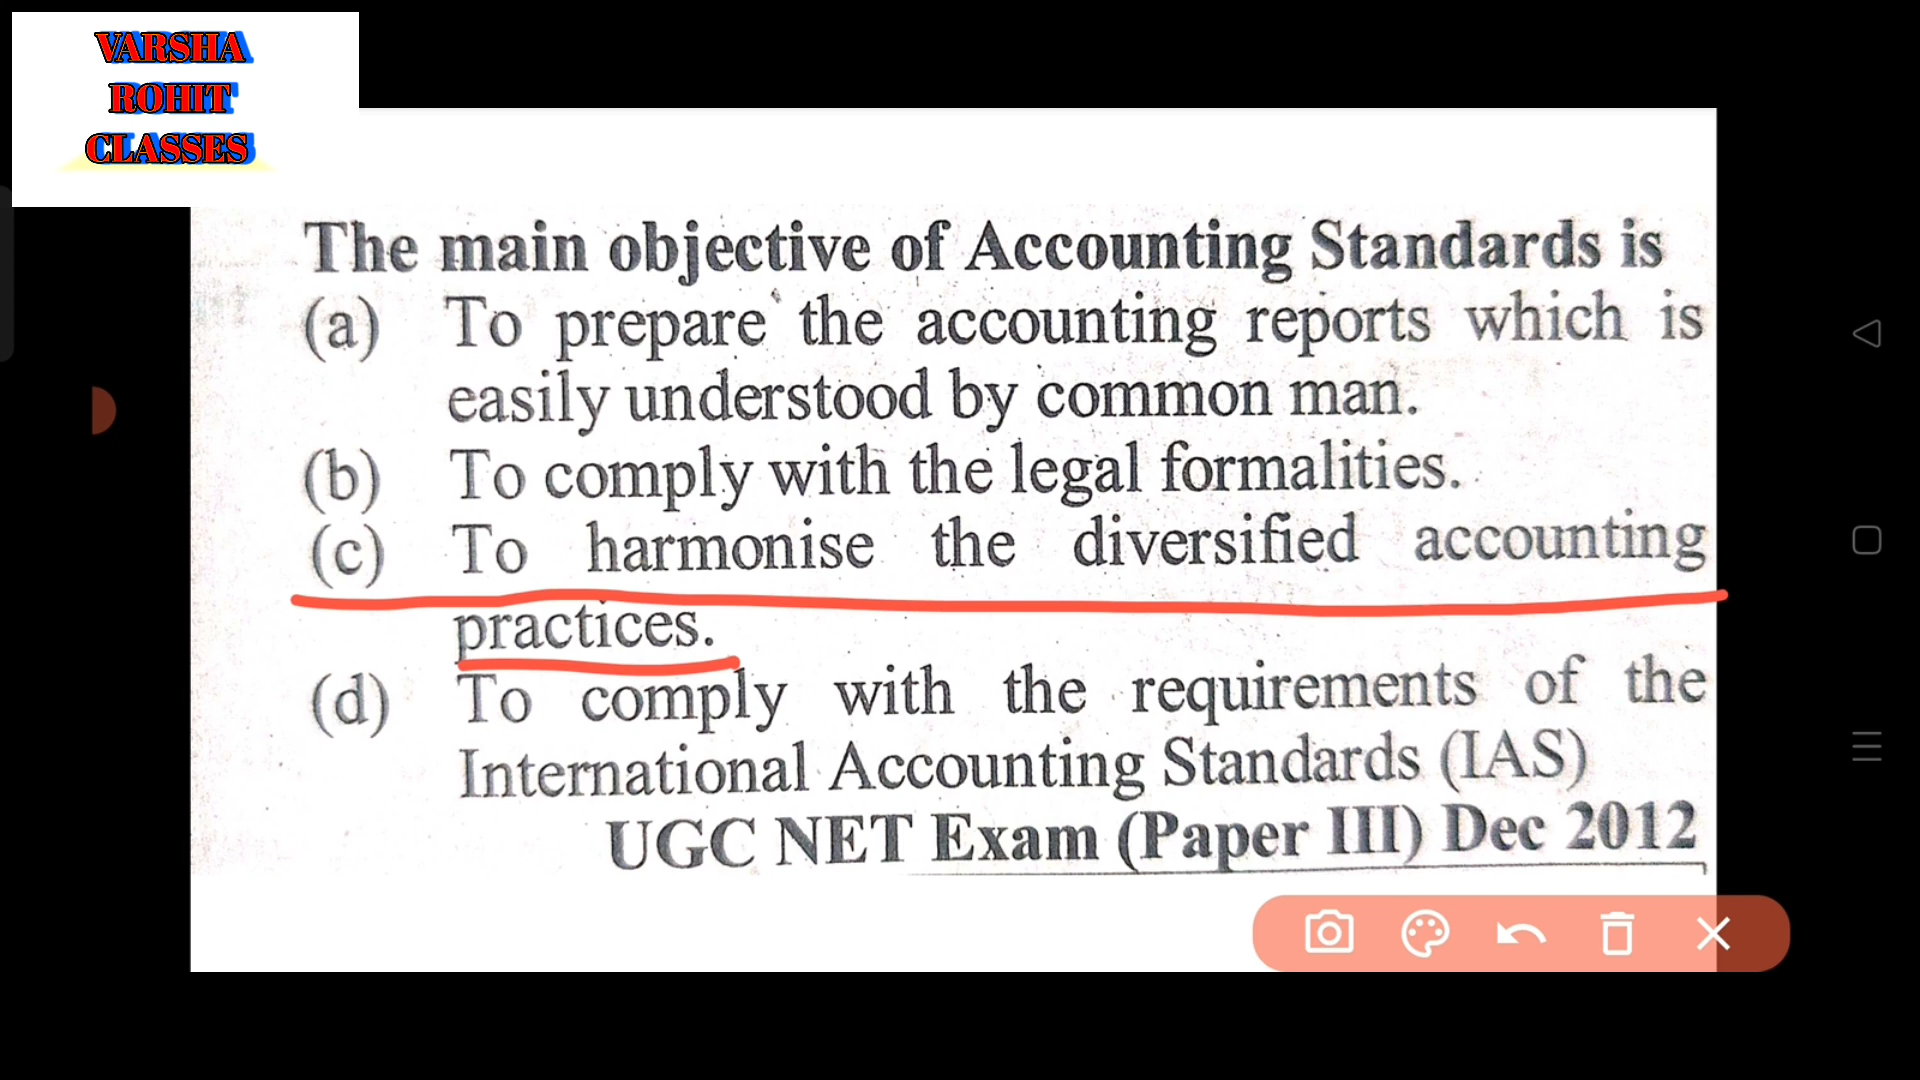 VARSHA
ROHIT
CLASSES
The main objective of Accounting Standards is
(a) To prepare the accounting reports which is
easily understood by common man.
(b) To comply with the legal formalities.
(c) To harmonise the diversified accounting
practices.
(d) To comply with the requirements of the
International Accounting Standards (IAS)
UGC NET Exam (Paper III) Dec 2012